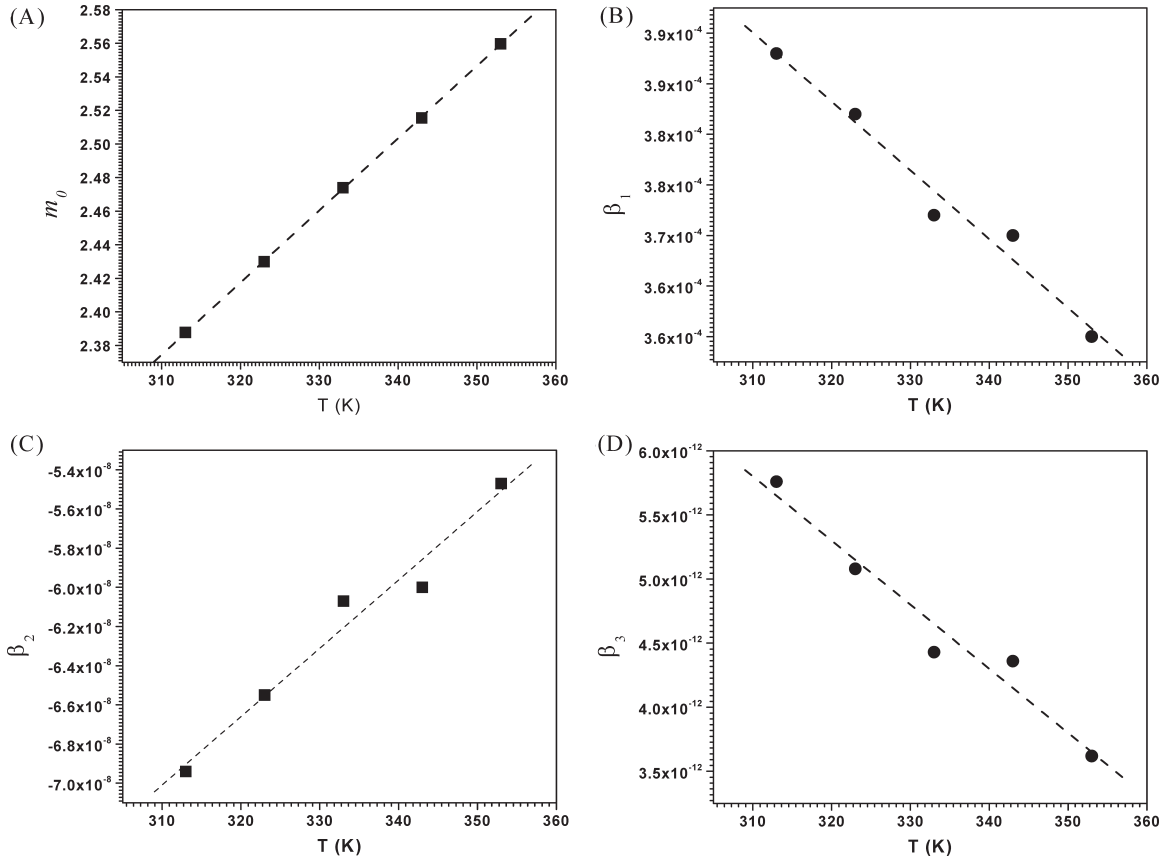 (A)
2.58
2.56
2.54
2.52
2.50
2.48
2.46
2.44
2.42
2.40
2.38
m₀
310 320 330 340 350 360
T (K)
(B)
3.9x10⁻⁴
3.9x10⁻⁴
3.8x10⁻⁴
3.8x10⁻⁴
3.7x10⁻⁴
3.6x10⁻⁴
3.6x10⁻⁴
β₁
310 320 330 340 350 360
T (K)
(C)
-5.4x10⁻⁸
-5.6x10⁻⁸
-5.8x10⁻⁸
-6.0x10⁻⁸
-6.2x10⁻⁸
-6.4x10⁻⁸
-6.6x10⁻⁸
-6.8x10⁻⁸
-7.0x10⁻⁸
β₂
310 320 330 340 350 360
T (K)
(D)
6.0x10⁻¹²
5.5x10⁻¹²
5.0x10⁻¹²
4.5x10⁻¹²
4.0x10⁻¹²
3.5x10⁻¹²
β₃
310 320 330 340 350 360
T (K)